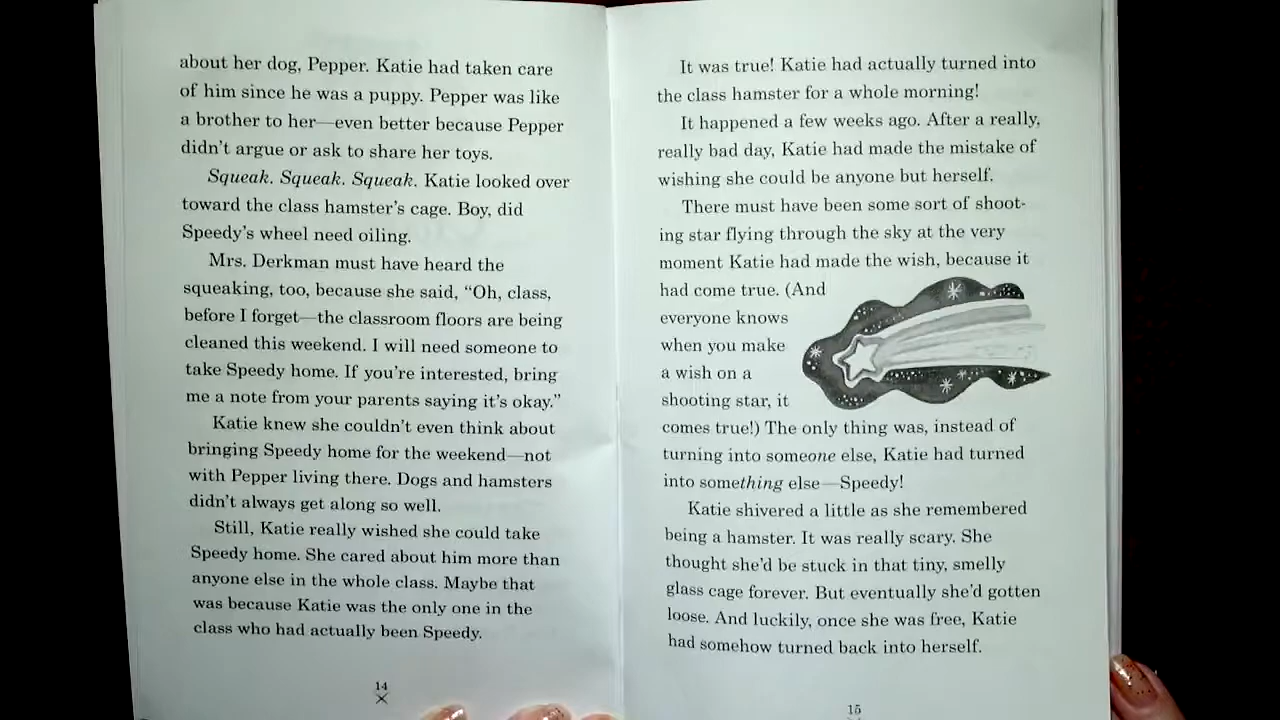 about her dog, Pepper. Katie had taken care
of him since he was a puppy. Pepper was like
a brother to her—even better because Pepper
didn't argue or ask to share her toys.
Squeak. Squeak. Squeak. Katie looked over
toward the class hamster's cage. Boy, did
Speedy's wheel need oiling.
Mrs. Derkman must have heard the
squeaking, too, because she said, “Oh, class,
before I forget—the classroom floors are being
cleaned this weekend. I will need someone to
take Speedy home. If you're interested, bring
me a note from your parents saying it's okay.”
Katie knew she couldn't even think about
bringing Speedy home for the weekend—not
with Pepper living there. Dogs and hamsters
didn't always get along so well.
Still, Katie really wished she could take
Speedy home. She cared about him more than
anyone else in the whole class. Maybe that
was because Katie was the only one in the
class who had actually been Speedy.
14
It was true! Katie had actually turned into
the class hamster for a whole morning!
It happened a few weeks ago. After a really,
really bad day, Katie had made the mistake of
wishing she could be anyone but herself.
There must have been some sort of shoot-
ing star flying through the sky at the very
moment Katie had made the wish, because it
had come true. (And
everyone knows
when you make
a wish on a
shooting star, it
comes true!) The only thing was, instead of
turning into someone else, Katie had turned
into something else—Speedy!
Katie shivered a little as she remembered
being a hamster. It was really scary. She
thought she'd be stuck in that tiny, smelly
glass cage forever. But eventually she'd gotten
loose. And luckily, once she was free, Katie
had somehow turned back into herself.
15